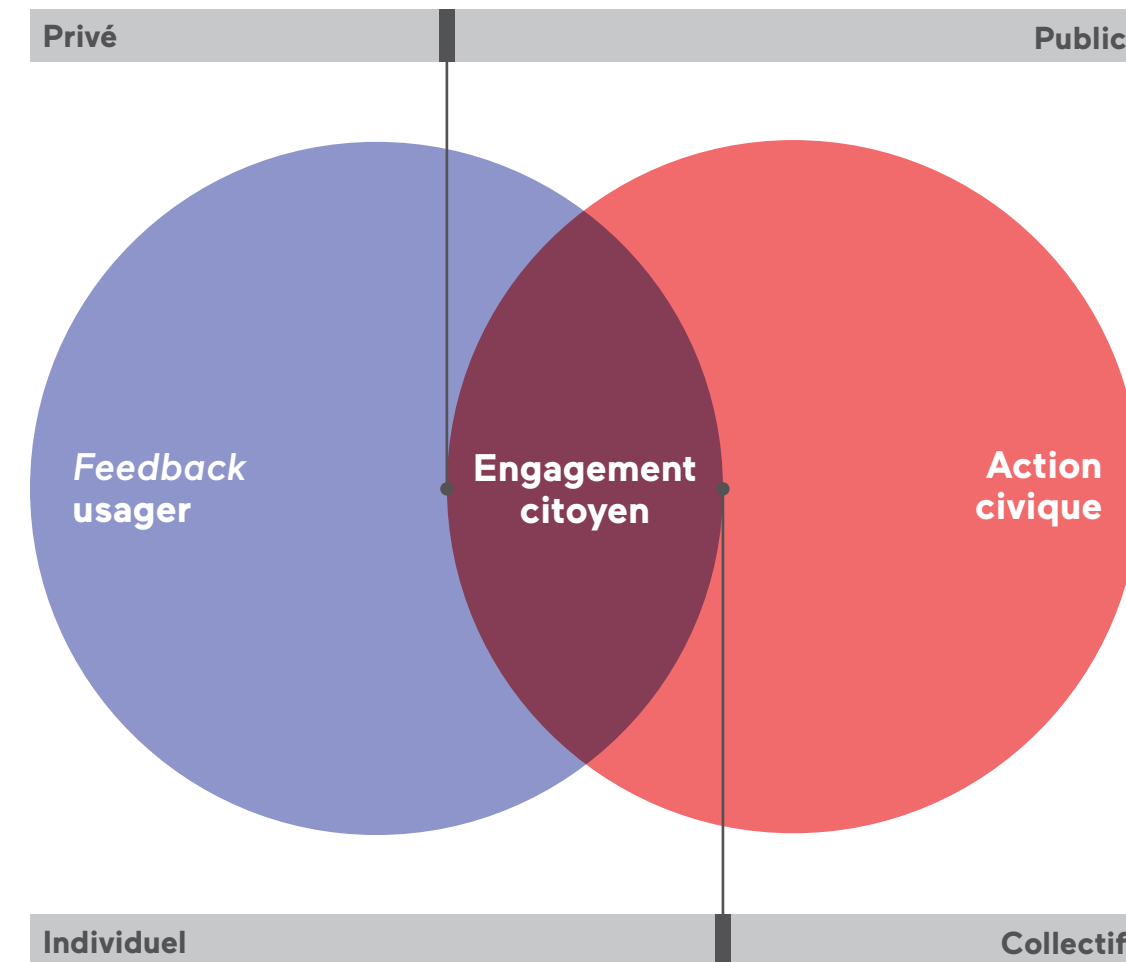 Privé
Public
Feedback
usager
Engagement
citoyen
Action
civique
Individuel
Collectif